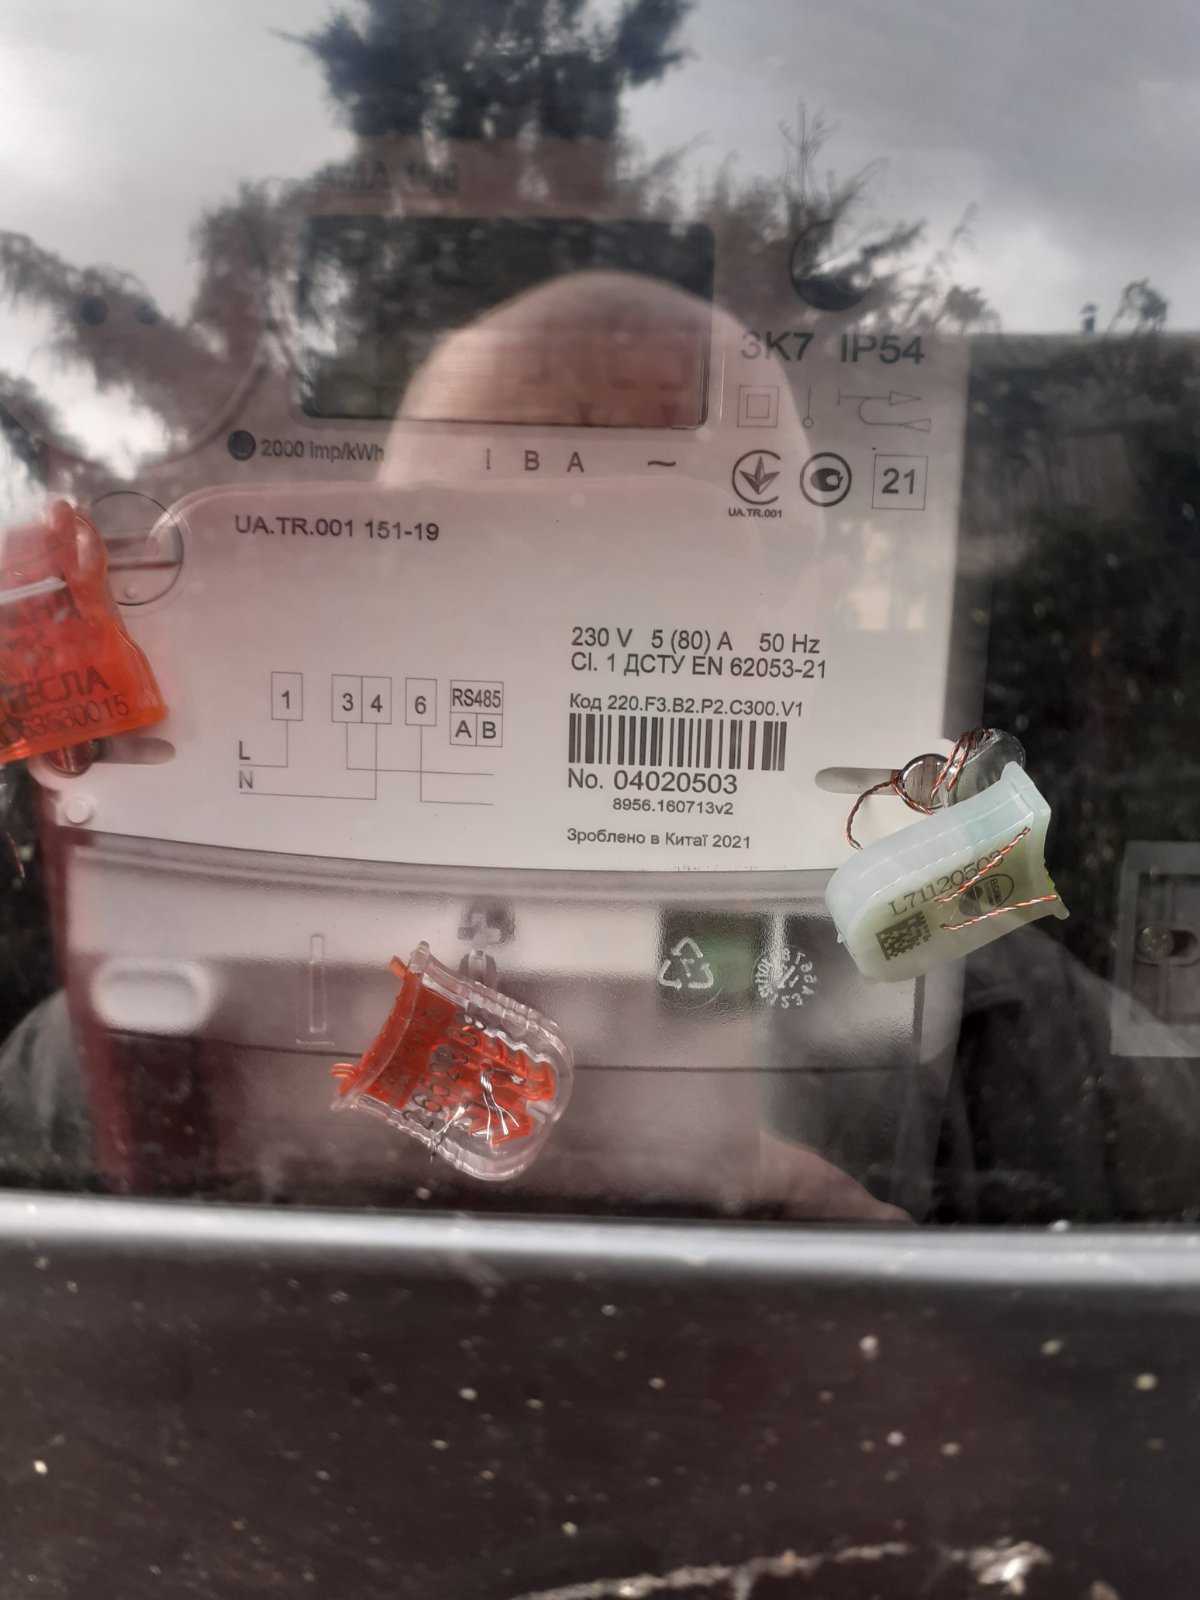 3K7 IP54
2000 imp/kWh
I B A ~
UA.TR.001
21
UA.TR.001 151-19
230 V 5 (80) A 50 Hz
Cl. 1 ДСТУ EN 62053-21
Код 220.F3.B2.P2.C300.V1
No. 04020503
8956.160713v2
Зроблено в Китаї 2021
1 3 4 6 RS485
A B
L
N
ТЕСЛА
L71120503